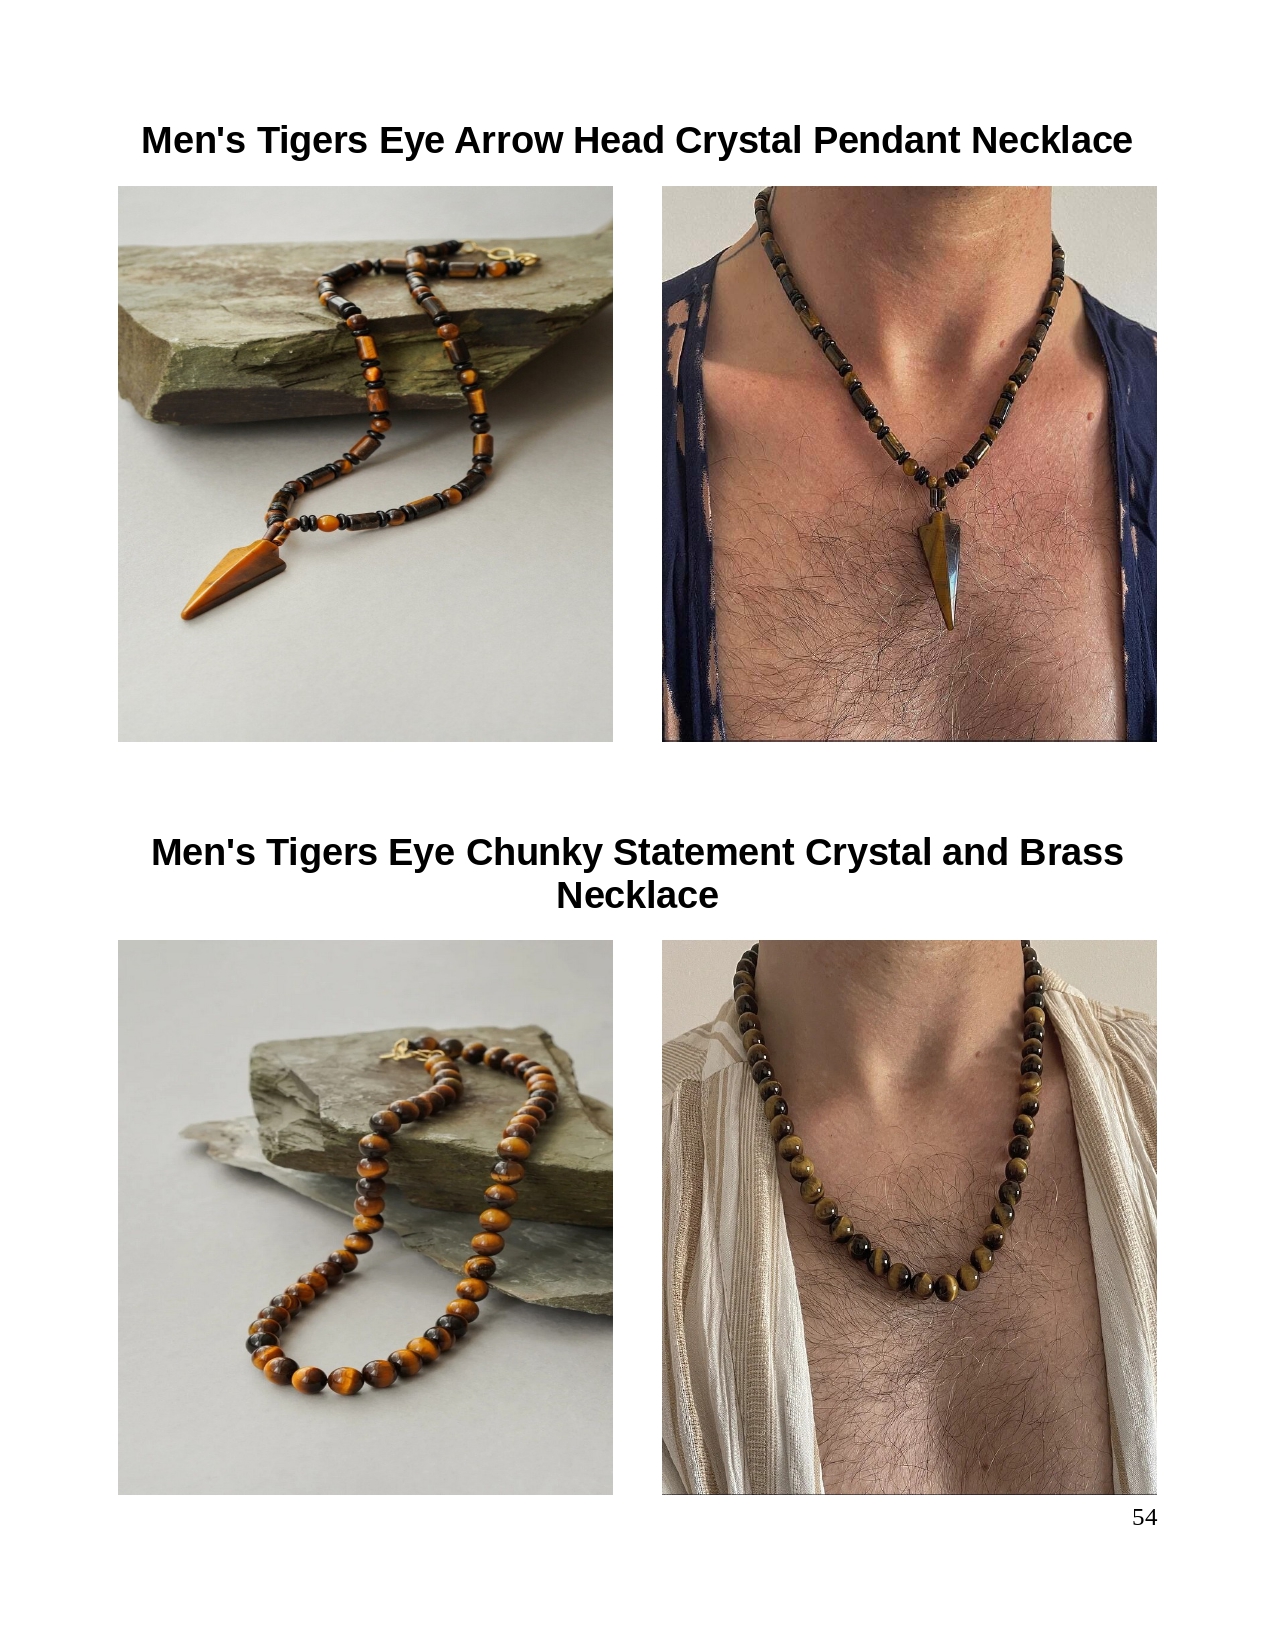 Men's Tigers Eye Arrow Head Crystal Pendant Necklace
Men's Tigers Eye Chunky Statement Crystal and Brass
Necklace
54